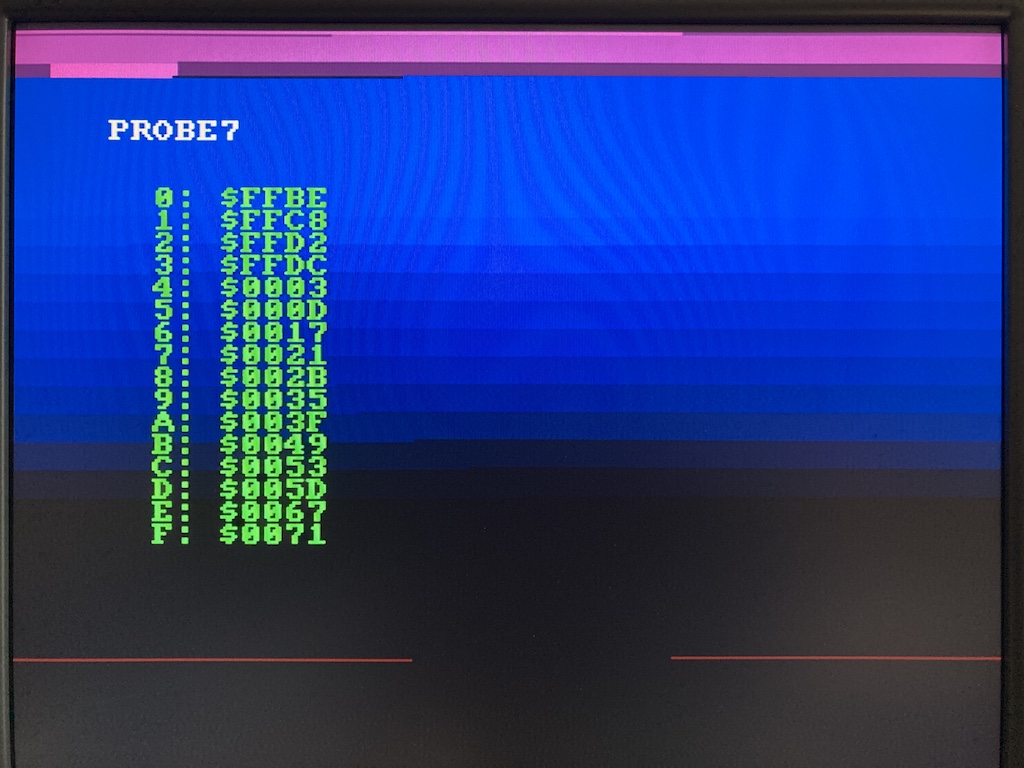 PROBE7
0: $FFBE
1: $FFC8
2: $FFD2
3: $FFDC
4: $0003
5: $000D
6: $0017
7: $0021
8: $002B
9: $0035
A: $003F
B: $0049
C: $0053
D: $005D
E: $0067
F: $0071